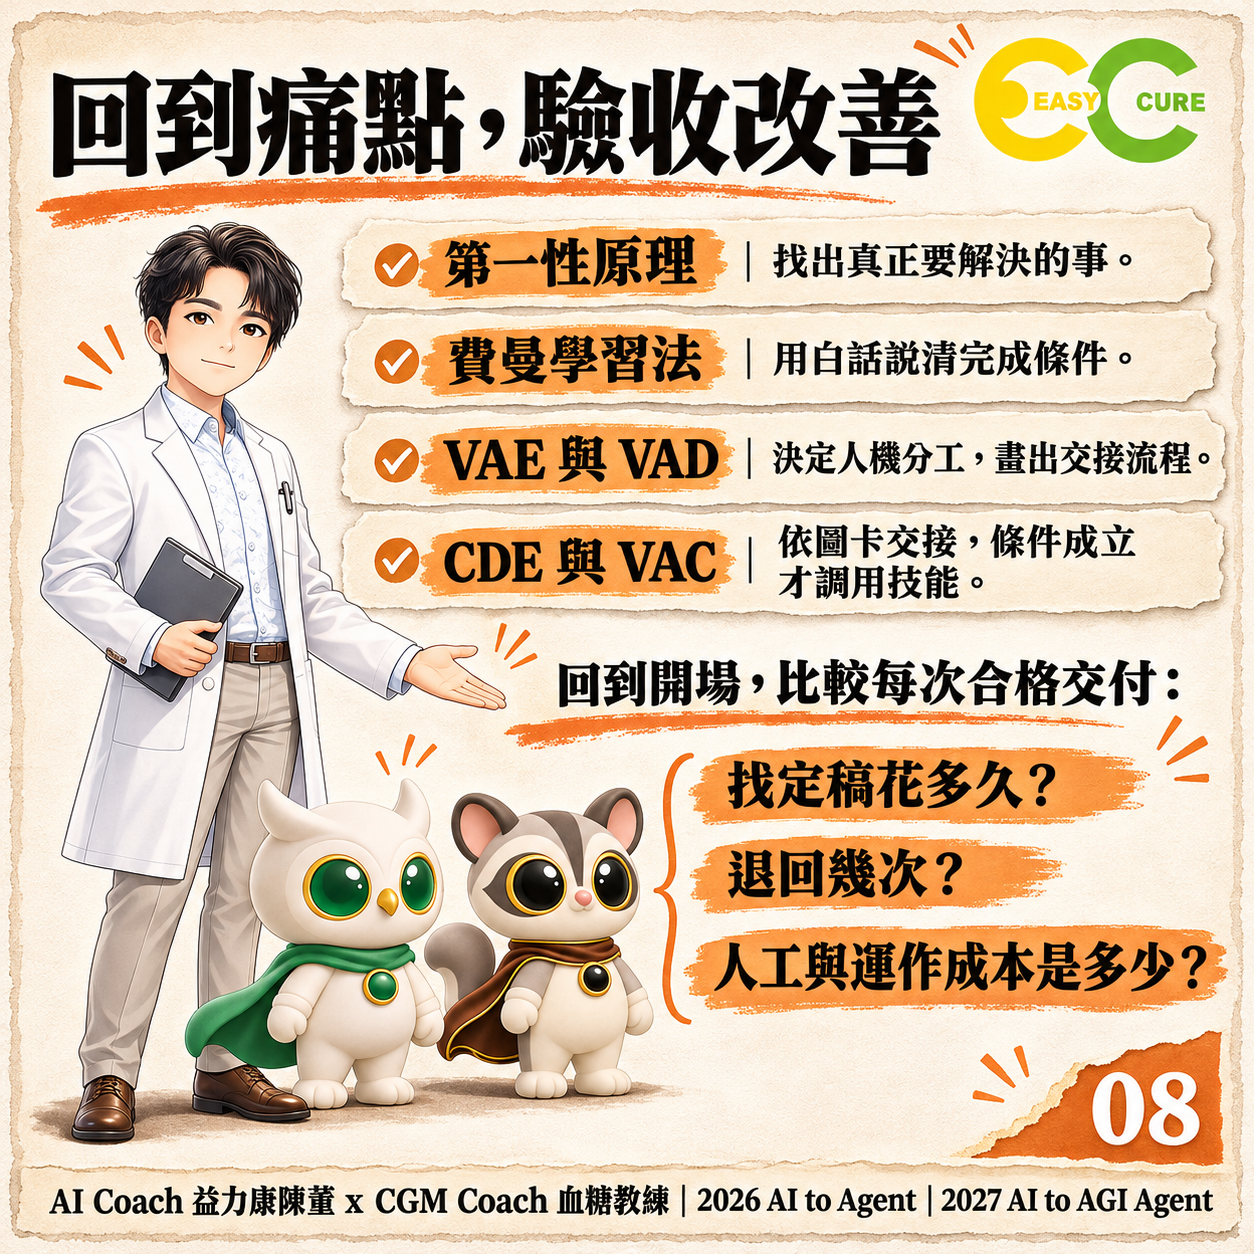 回到痛點，驗收改善
EASY CURE
第一性原理｜找出真正要解決的事。
費曼學習法｜用白話說清完成條件。
VAE 與 VAD｜決定人機分工，畫出交接流程。
CDE 與 VAC｜依圖卡交接，條件成立
才調用技能。
回到開場，比較每次合格交付：
找定稿花多久？
退回幾次？
人工與運作成本是多少？
08
AI Coach 益力康陳董 x CGM Coach 血糖教練｜2026 AI to Agent｜2027 AI to AGI Agent